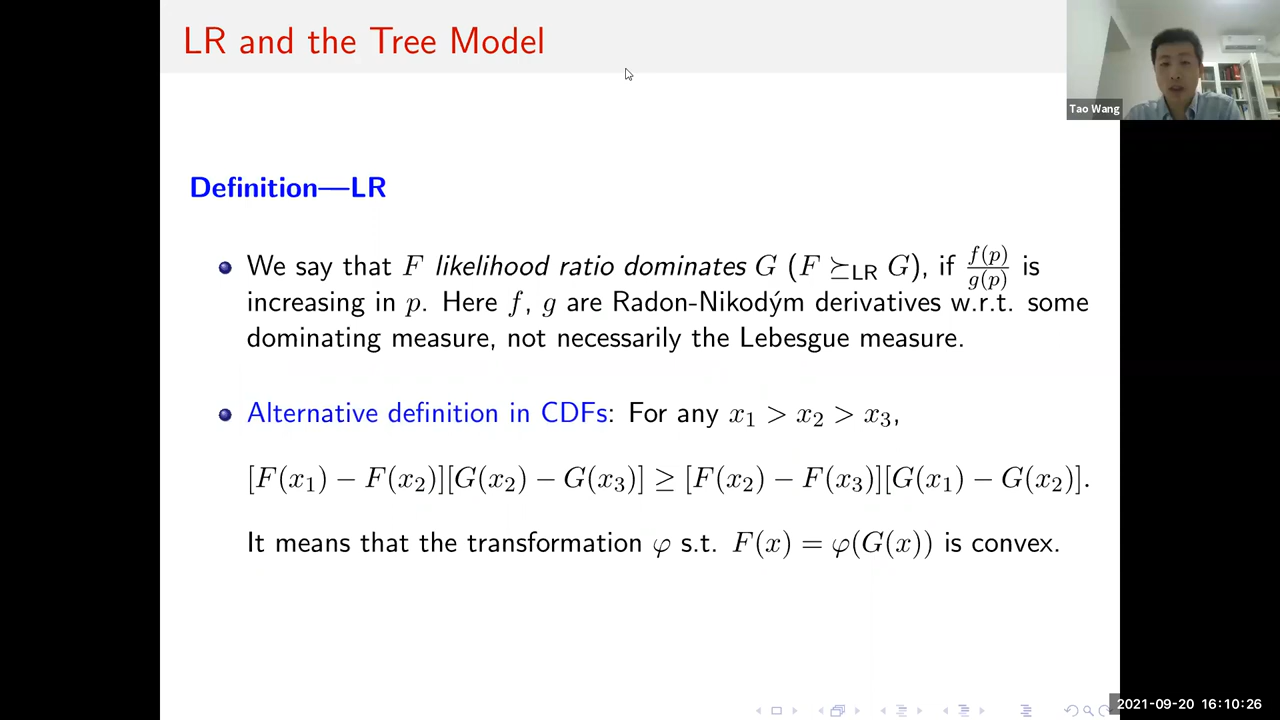 LR and the Tree Model
Tao Wang
Definition—LR
We say that F likelihood ratio dominates G (F ⪰_LR G), if f(p)/g(p) is
increasing in p. Here f, g are Radon-Nikodým derivatives w.r.t. some
dominating measure, not necessarily the Lebesgue measure.
Alternative definition in CDFs: For any x₁ > x₂ > x₃,
[F(x₁) − F(x₂)][G(x₂) − G(x₃)] ≥ [F(x₂) − F(x₃)][G(x₁) − G(x₂)].
It means that the transformation φ s.t. F(x) = φ(G(x)) is convex.
2021-09-20 16:10:26